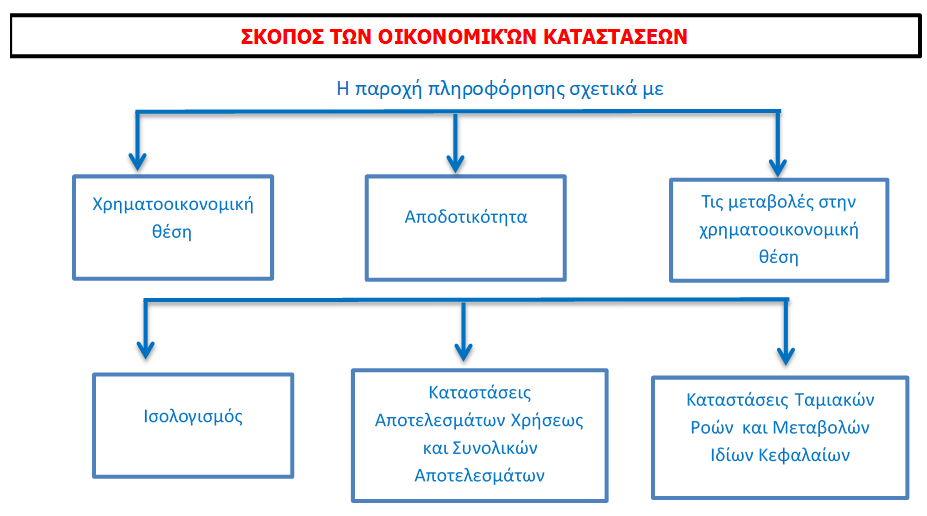 ΣΚΟΠΟΣ ΤΩΝ ΟΙΚΟΝΟΜΙΚΏΝ ΚΑΤΑΣΤΑΣΕΩΝ
Η παροχή πληροφόρησης σχετικά με
Χρηματοοικονομική
θέση
Αποδοτικότητα
Τις μεταβολές στην
χρηματοοικονομική
θέση
Ισολογισμός
Καταστάσεις
Αποτελεσμάτων Χρήσεως
και Συνολικών
Αποτελεσμάτων
Καταστάσεις Ταμιακών
Ροών και Μεταβολών
Ιδίων Κεφαλαίων